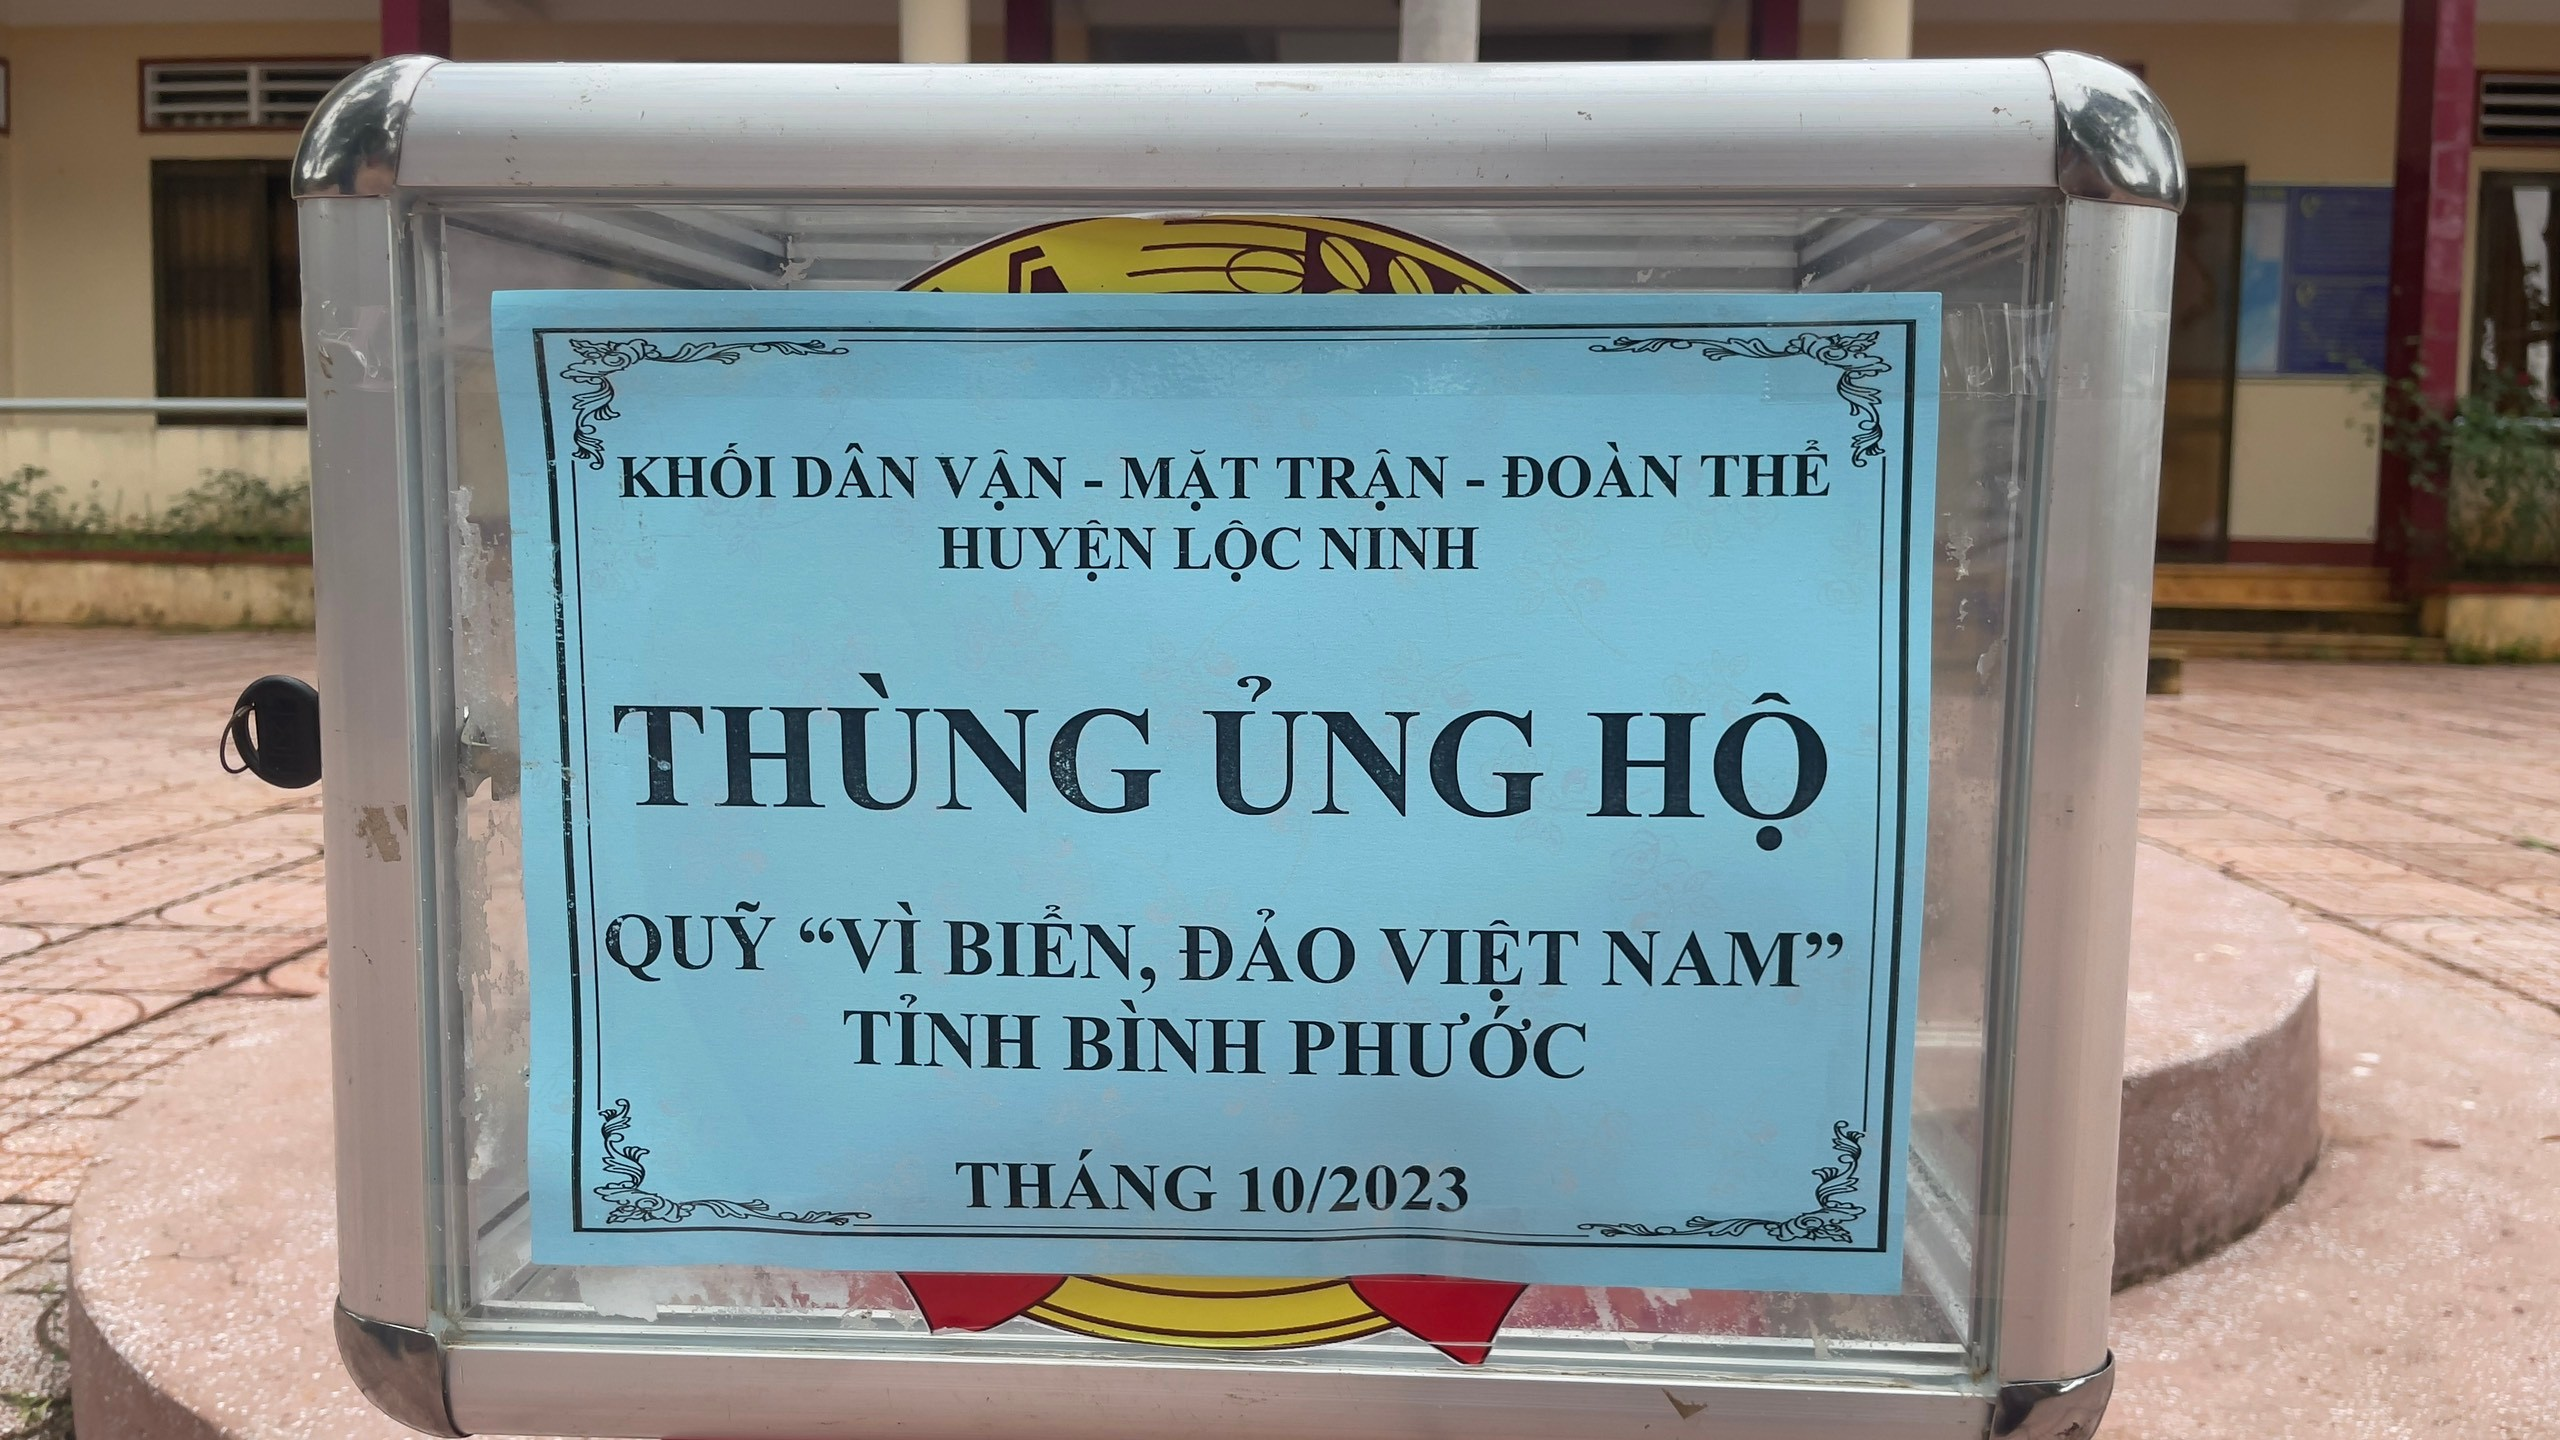 KHỐI DÂN VẬN - MẶT TRẬN - ĐOÀN THỂ
HUYỆN LỘC NINH
THÙNG ỦNG HỘ
QUỸ “VÌ BIỂN, ĐẢO VIỆT NAM”
TỈNH BÌNH PHƯỚC
THÁNG 10/2023